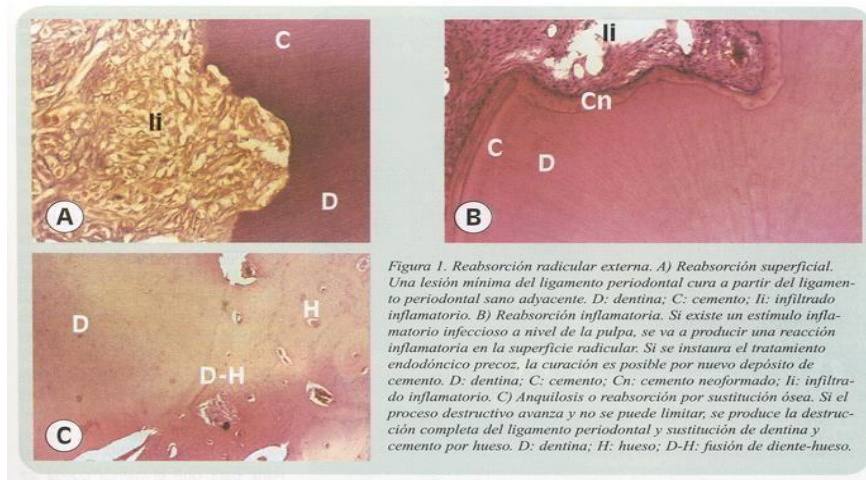 C
Ii
D
A
Ii
Cn
C
D
B
D
H
D-H
C
Figura 1. Reabsorción radicular externa. A) Reabsorción superficial.
Una lesión mínima del ligamento periodontal cura a partir del ligamen-
to periodontal sano adyacente. D: dentina; C: cemento; Ii: infiltrado
inflamatorio. B) Reabsorción inflamatoria. Si existe un estímulo infla-
matorio infeccioso a nivel de la pulpa, se va a producir una reacción
inflamatoria en la superficie radicular. Si se instaura el tratamiento
endodóncico precoz, la curación es posible por nuevo depósito de
cemento. D: dentina; C: cemento; Cn: cemento neoformado; Ii: infiltra-
do inflamatorio. C) Anquilosis o reabsorción por sustitución ósea. Si el
proceso destructivo avanza y no se puede limitar, se produce la destruc-
ción completa del ligamento periodontal y sustitución de dentina y
cemento por hueso. D: dentina; H: hueso; D-H: fusión de diente-hueso.